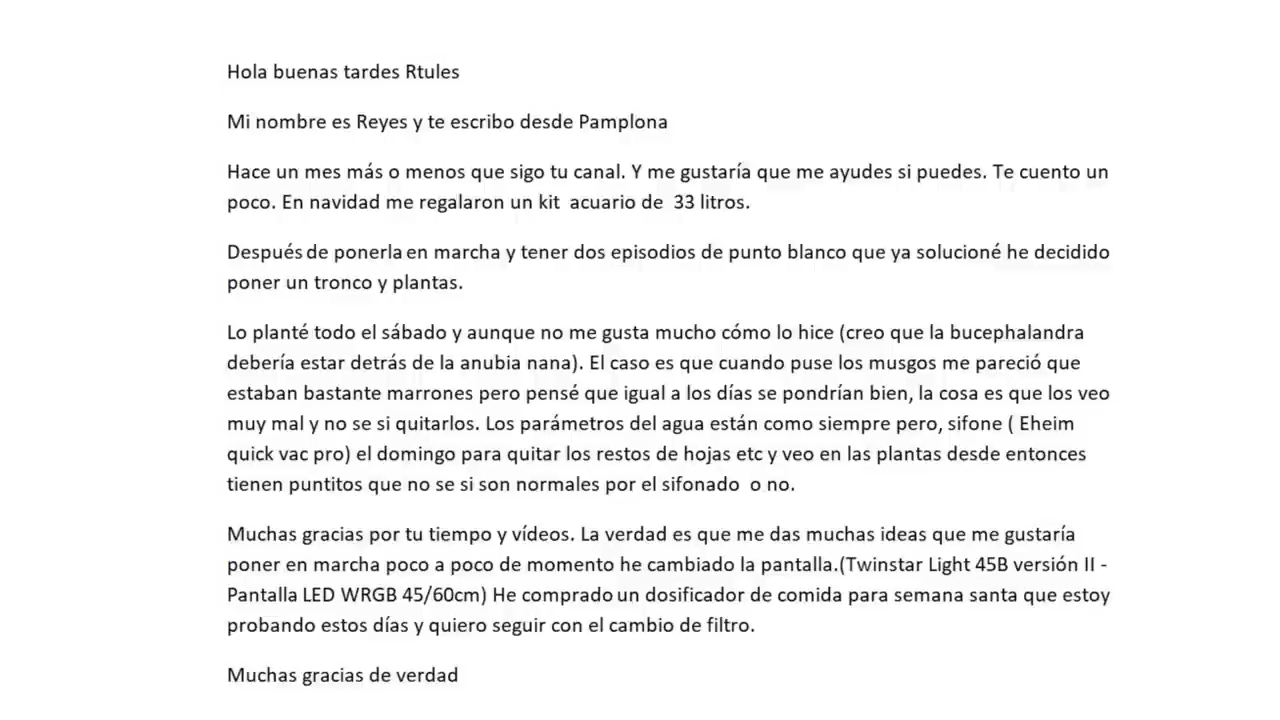 Hola buenas tardes Rtules
Mi nombre es Reyes y te escribo desde Pamplona
Hace un mes más o menos que sigo tu canal. Y me gustaría que me ayudes si puedes. Te cuento un
poco. En navidad me regalaron un kit  acuario de  33 litros.
Después de ponerla en marcha y tener dos episodios de punto blanco que ya solucioné he decidido
poner un tronco y plantas.
Lo planté todo el sábado y aunque no me gusta mucho cómo lo hice (creo que la bucephalandra
debería estar detrás de la anubia nana). El caso es que cuando puse los musgos me pareció que
estaban bastante marrones pero pensé que igual a los días se pondrían bien, la cosa es que los veo
muy mal y no se si quitarlos. Los parámetros del agua están como siempre pero, sifone ( Eheim
quick vac pro) el domingo para quitar los restos de hojas etc y veo en las plantas desde entonces
tienen puntitos que no se si son normales por el sifonado  o no.
Muchas gracias por tu tiempo y vídeos. La verdad es que me das muchas ideas que me gustaría
poner en marcha poco a poco de momento he cambiado la pantalla.(Twinstar Light 45B versión II -
Pantalla LED WRGB 45/60cm) He comprado un dosificador de comida para semana santa que estoy
probando estos días y quiero seguir con el cambio de filtro.
Muchas gracias de verdad